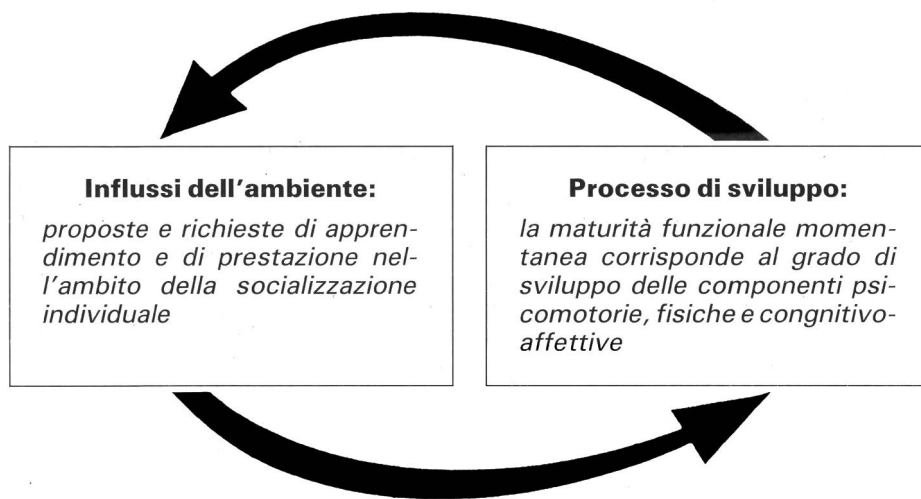 Influssi dell'ambiente:
proposte e richieste di appren-
dimento e di prestazione nel-
l'ambito della socializzazione
individuale
Processo di sviluppo:
la maturità funzionale momen-
tanea corrisponde al grado di
sviluppo delle componenti psi-
comotorie, fisiche e congnitivo-
affettive